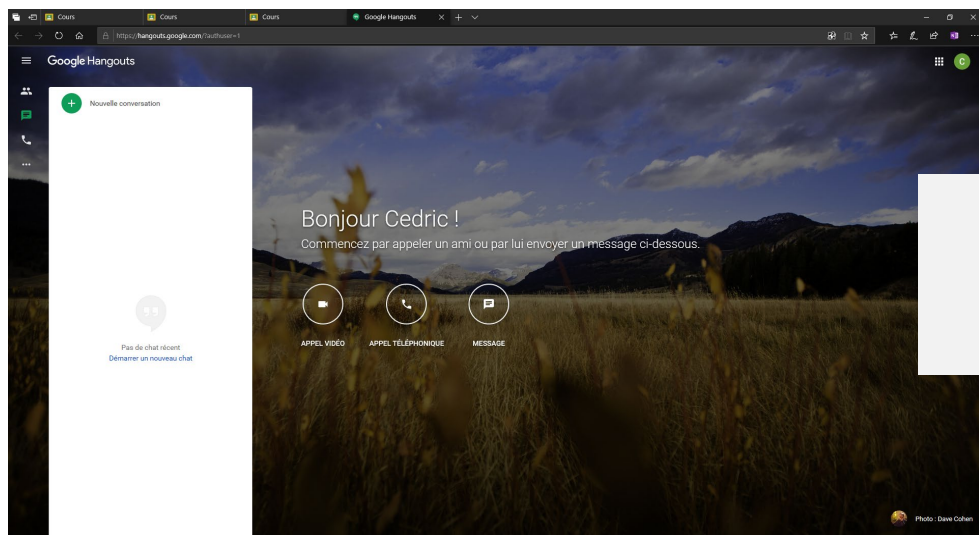 Cours
Cours
Cours
Google Hangouts
https://hangouts.google.com/?authuser=1
Google Hangouts
C
Nouvelle conversation
Bonjour Cedric !
Commencez par appeler un ami ou par lui envoyer un message ci-dessous.
APPEL VIDÉO
APPEL TÉLÉPHONIQUE
MESSAGE
Pas de chat récent
Démarrer un nouveau chat
Photo : Dave Cohen